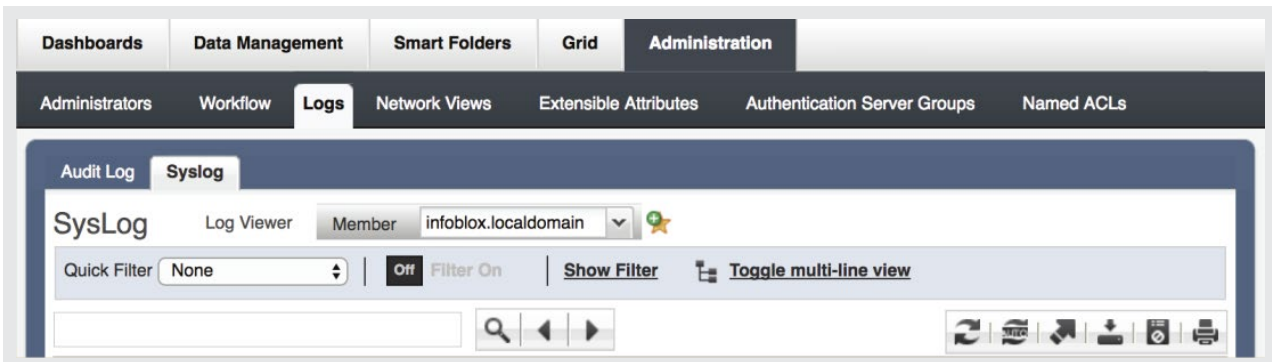 Dashboards Data Management Smart Folders Grid Administration
Administrators Workflow Logs Network Views Extensible Attributes Authentication Server Groups Named ACLs
Audit Log Syslog
SysLog Log Viewer Member infoblox.localdomain
Quick Filter None Off Filter On Show Filter Toggle multi-line view
AUTO